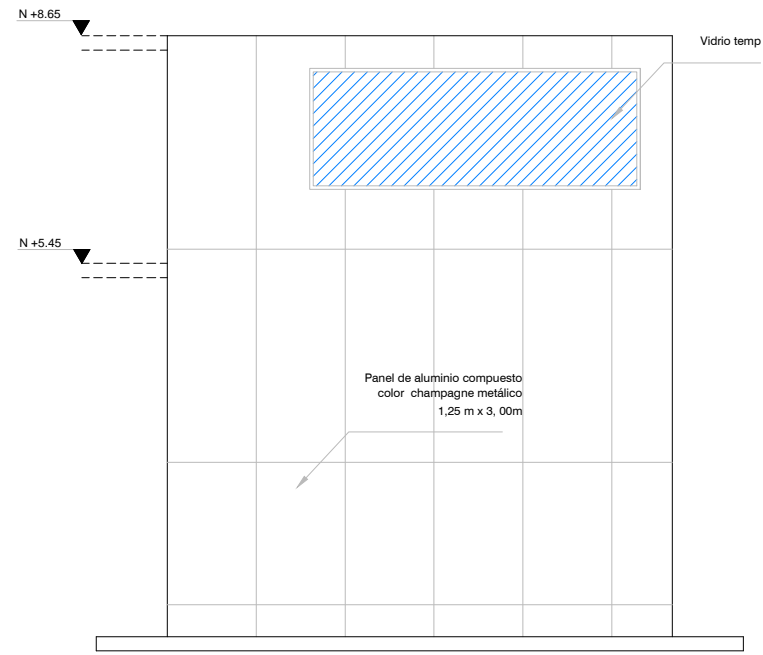 N +8.65
Vidrio temp
N +5.45
Panel de aluminio compuesto
color champagne metálico
1,25 m x 3, 00m